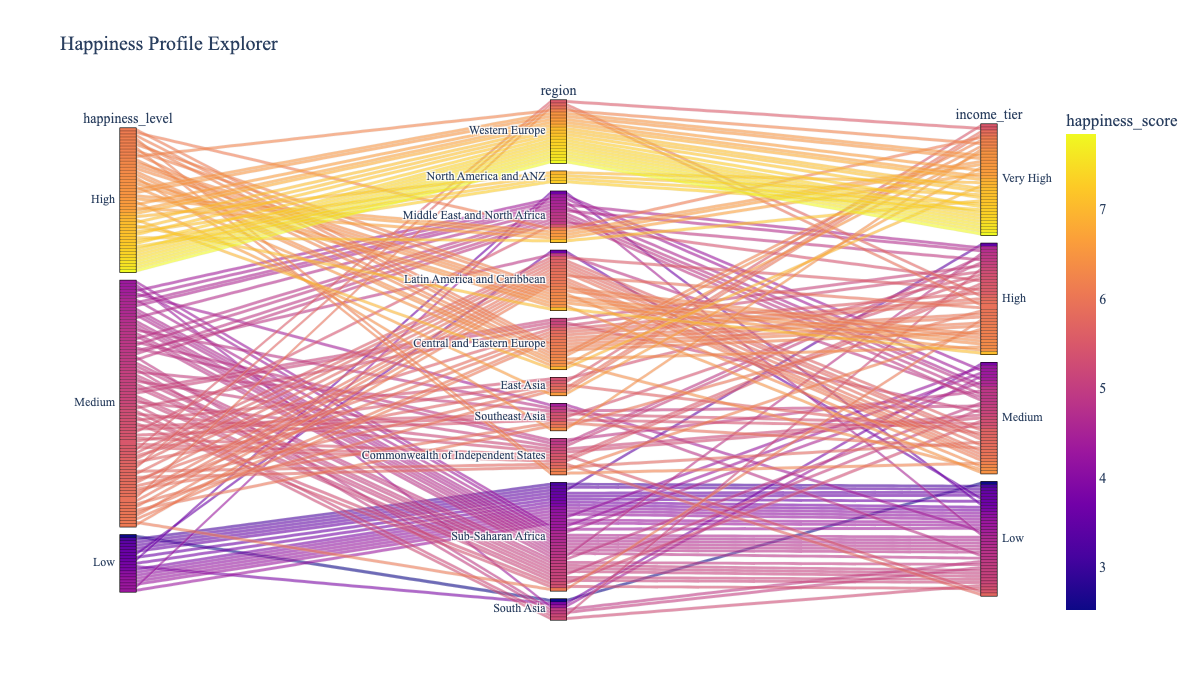 Happiness Profile Explorer
happiness_level
region
income_tier
happiness_score
High
Medium
Low
Western Europe
North America and ANZ
Middle East and North Africa
Latin America and Caribbean
Central and Eastern Europe
East Asia
Southeast Asia
Commonwealth of Independent States
Sub-Saharan Africa
South Asia
Very High
High
Medium
Low
7
6
5
4
3